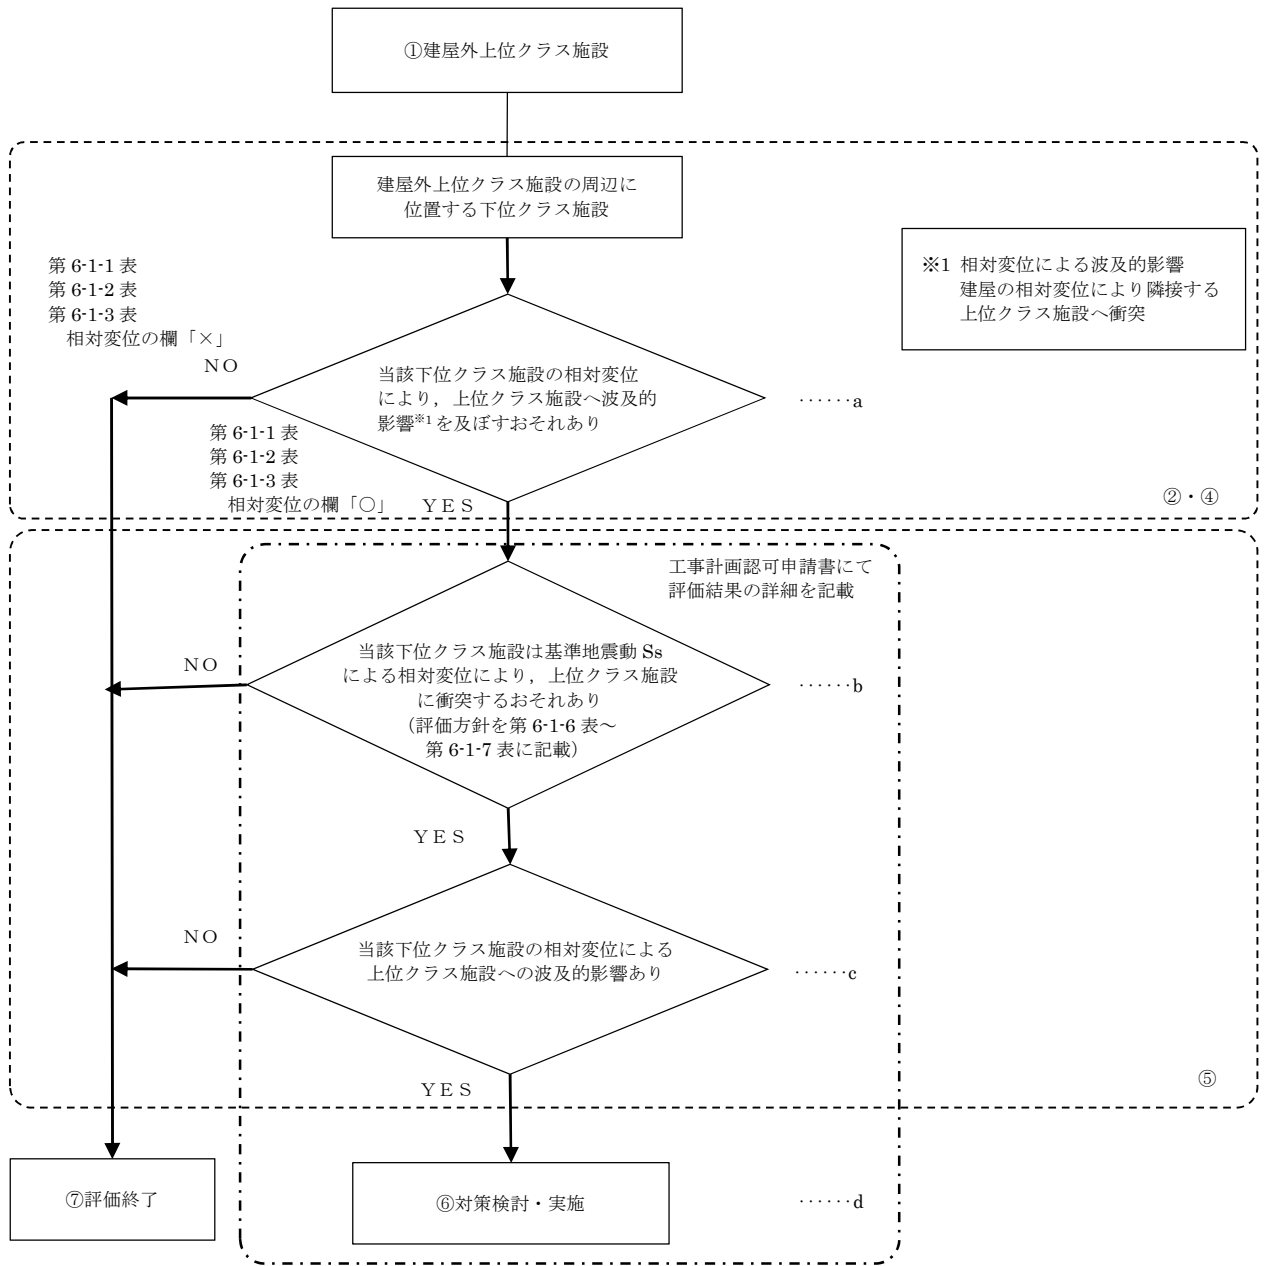 ①建屋外上位クラス施設
建屋外上位クラス施設の周辺に
位置する下位クラス施設
※1 相対変位による波及的影響
建屋の相対変位により隣接する
上位クラス施設へ衝突
第 6-1-1 表
第 6-1-2 表
第 6-1-3 表
相対変位の欄「×」
NO
当該下位クラス施設の相対変位
により，上位クラス施設へ波及的
影響※1 を及ぼすおそれあり
······a
第 6-1-1 表
第 6-1-2 表
第 6-1-3 表
相対変位の欄「○」
YES
②・④
工事計画認可申請書にて
評価結果の詳細を記載
当該下位クラス施設は基準地震動 Ss
による相対変位により，上位クラス施設
に衝突するおそれあり
（評価方針を第 6-1-6 表～
第 6-1-7 表に記載）
NO
······b
YES
当該下位クラス施設の相対変位による
上位クラス施設への波及的影響あり
NO
······c
YES
⑤
⑦評価終了
⑥対策検討・実施
······d